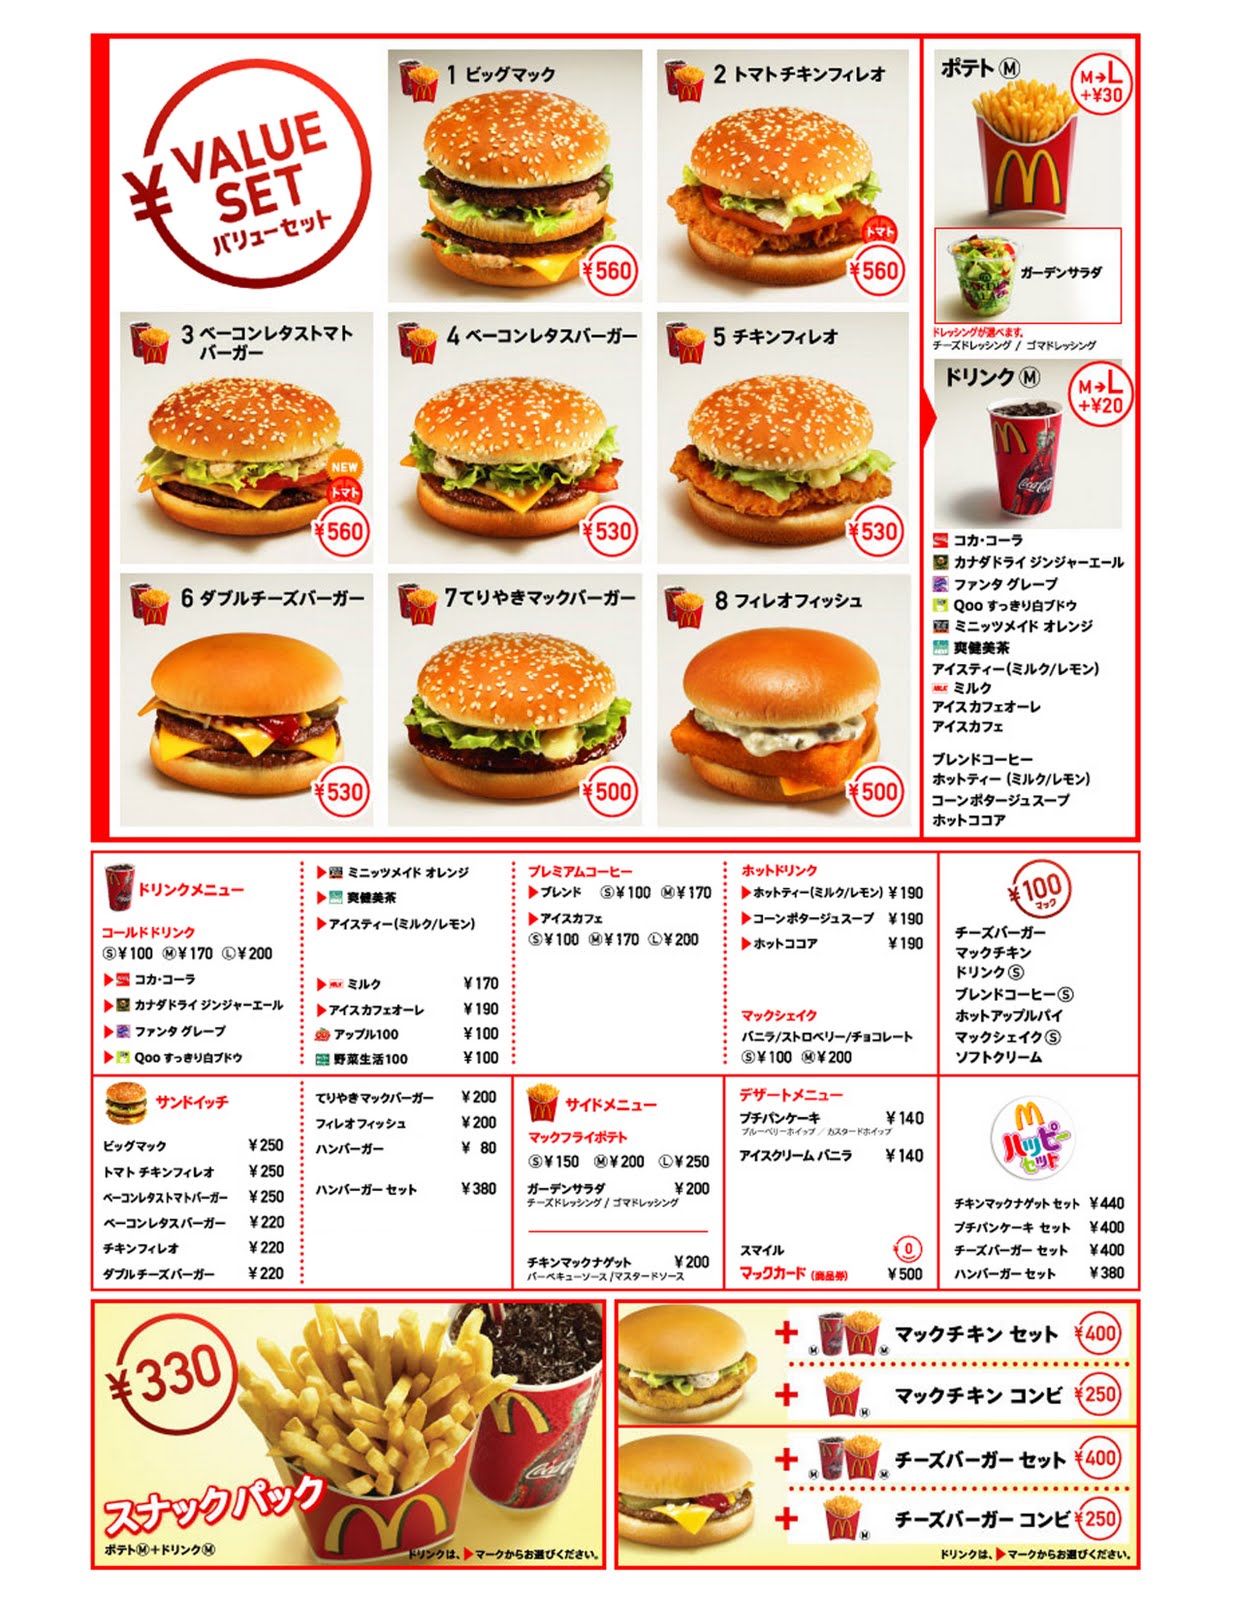 ¥ VALUE
SET
バリューセット
1 ビッグマック
¥560
2 トマトチキンフィレオ
トマト
¥560
3 ベーコンレタストマト
バーガー
NEW
トマト
¥560
4 ベーコンレタスバーガー
¥530
5 チキンフィレオ
¥530
6 ダブルチーズバーガー
¥530
7 てりやきマックバーガー
¥500
8 フィレオフィッシュ
¥500
ポテト Ⓜ
M→L
+¥30
ガーデンサラダ
ドレッシングが選べます。
チーズドレッシング / ゴマドレッシング
ドリンク Ⓜ
M→L
+¥20
Coca-Cola
コカ・コーラ
カナダドライ ジンジャーエール
ファンタ グレープ
Qoo すっきり白ブドウ
ミニッツメイド オレンジ
爽健美茶
アイスティー(ミルク/レモン)
ミルク
アイスカフェオーレ
アイスカフェ
ブレンドコーヒー
ホットティー (ミルク/レモン)
コーンポタージュスープ
ホットココア
ドリンクメニュー
コールドドリンク
Ⓢ¥100 Ⓜ¥170 Ⓛ¥200
▶コカ・コーラ
▶カナダドライ ジンジャーエール
▶ファンタ グレープ
▶Qoo すっきり白ブドウ
▶ミニッツメイド オレンジ
▶爽健美茶
▶アイスティー(ミルク/レモン)
▶ミルク ¥170
▶アイスカフェオーレ ¥190
アップル100 ¥100
野菜生活100 ¥100
プレミアムコーヒー
▶ブレンド Ⓢ¥100 Ⓜ¥170
▶アイスカフェ
Ⓢ¥100 Ⓜ¥170 Ⓛ¥200
ホットドリンク
▶ホットティー(ミルク/レモン) ¥190
▶コーンポタージュスープ ¥190
▶ホットココア ¥190
マックシェイク
バニラ/ストロベリー/チョコレート
Ⓢ¥100 Ⓜ¥200
¥100
マック
チーズバーガー
マックチキン
ドリンクⓈ
ブレンドコーヒーⓈ
ホットアップルパイ
マックシェイクⓈ
ソフトクリーム
サンドイッチ
ビッグマック ¥250
トマト チキンフィレオ ¥250
ベーコンレタストマトバーガー ¥250
ベーコンレタスバーガー ¥220
チキンフィレオ ¥220
ダブルチーズバーガー ¥220
てりやきマックバーガー ¥200
フィレオフィッシュ ¥200
ハンバーガー ¥ 80
ハンバーガー セット ¥380
サイドメニュー
マックフライポテト
Ⓢ¥150 Ⓜ¥200 Ⓛ¥250
ガーデンサラダ ¥200
チーズドレッシング / ゴマドレッシング
チキンマックナゲット ¥200
バーベキューソース/マスタードソース
デザートメニュー
プチパンケーキ ¥140
ブルーベリーホイップ / カスタードホイップ
アイスクリーム バニラ ¥140
スマイル ¥0
マックカード (商品券) ¥500
ハッピー
セット
チキンマックナゲット セット ¥440
プチパンケーキ セット ¥400
チーズバーガー セット ¥400
ハンバーガー セット ¥380
¥330
スナックパック
ポテトⓂ+ドリンクⓂ
ドリンクは、▶マークからお選びください。
+ Ⓜ Ⓜ マックチキン セット ¥400
+ Ⓜ マックチキン コンビ ¥250
+ Ⓜ Ⓜ チーズバーガー セット ¥400
+ Ⓜ チーズバーガー コンビ ¥250
ドリンクは、▶マークからお選びください。